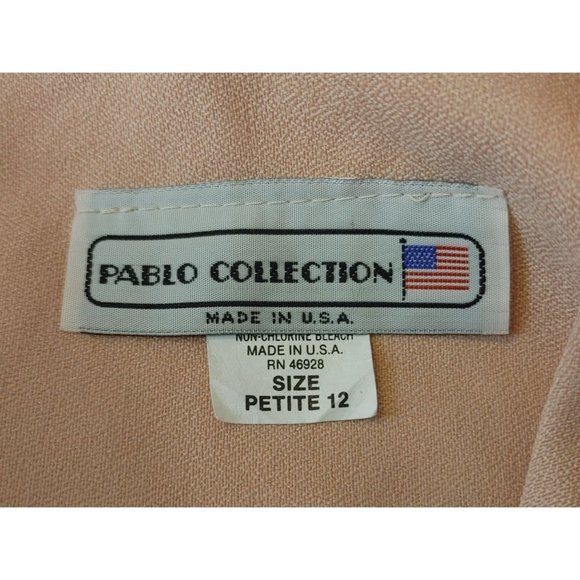 PABLO COLLECTION
MADE IN U.S.A.
NON-CHLORINE BLEACH
MADE IN U.S.A.
RN 46928
SIZE
PETITE 12